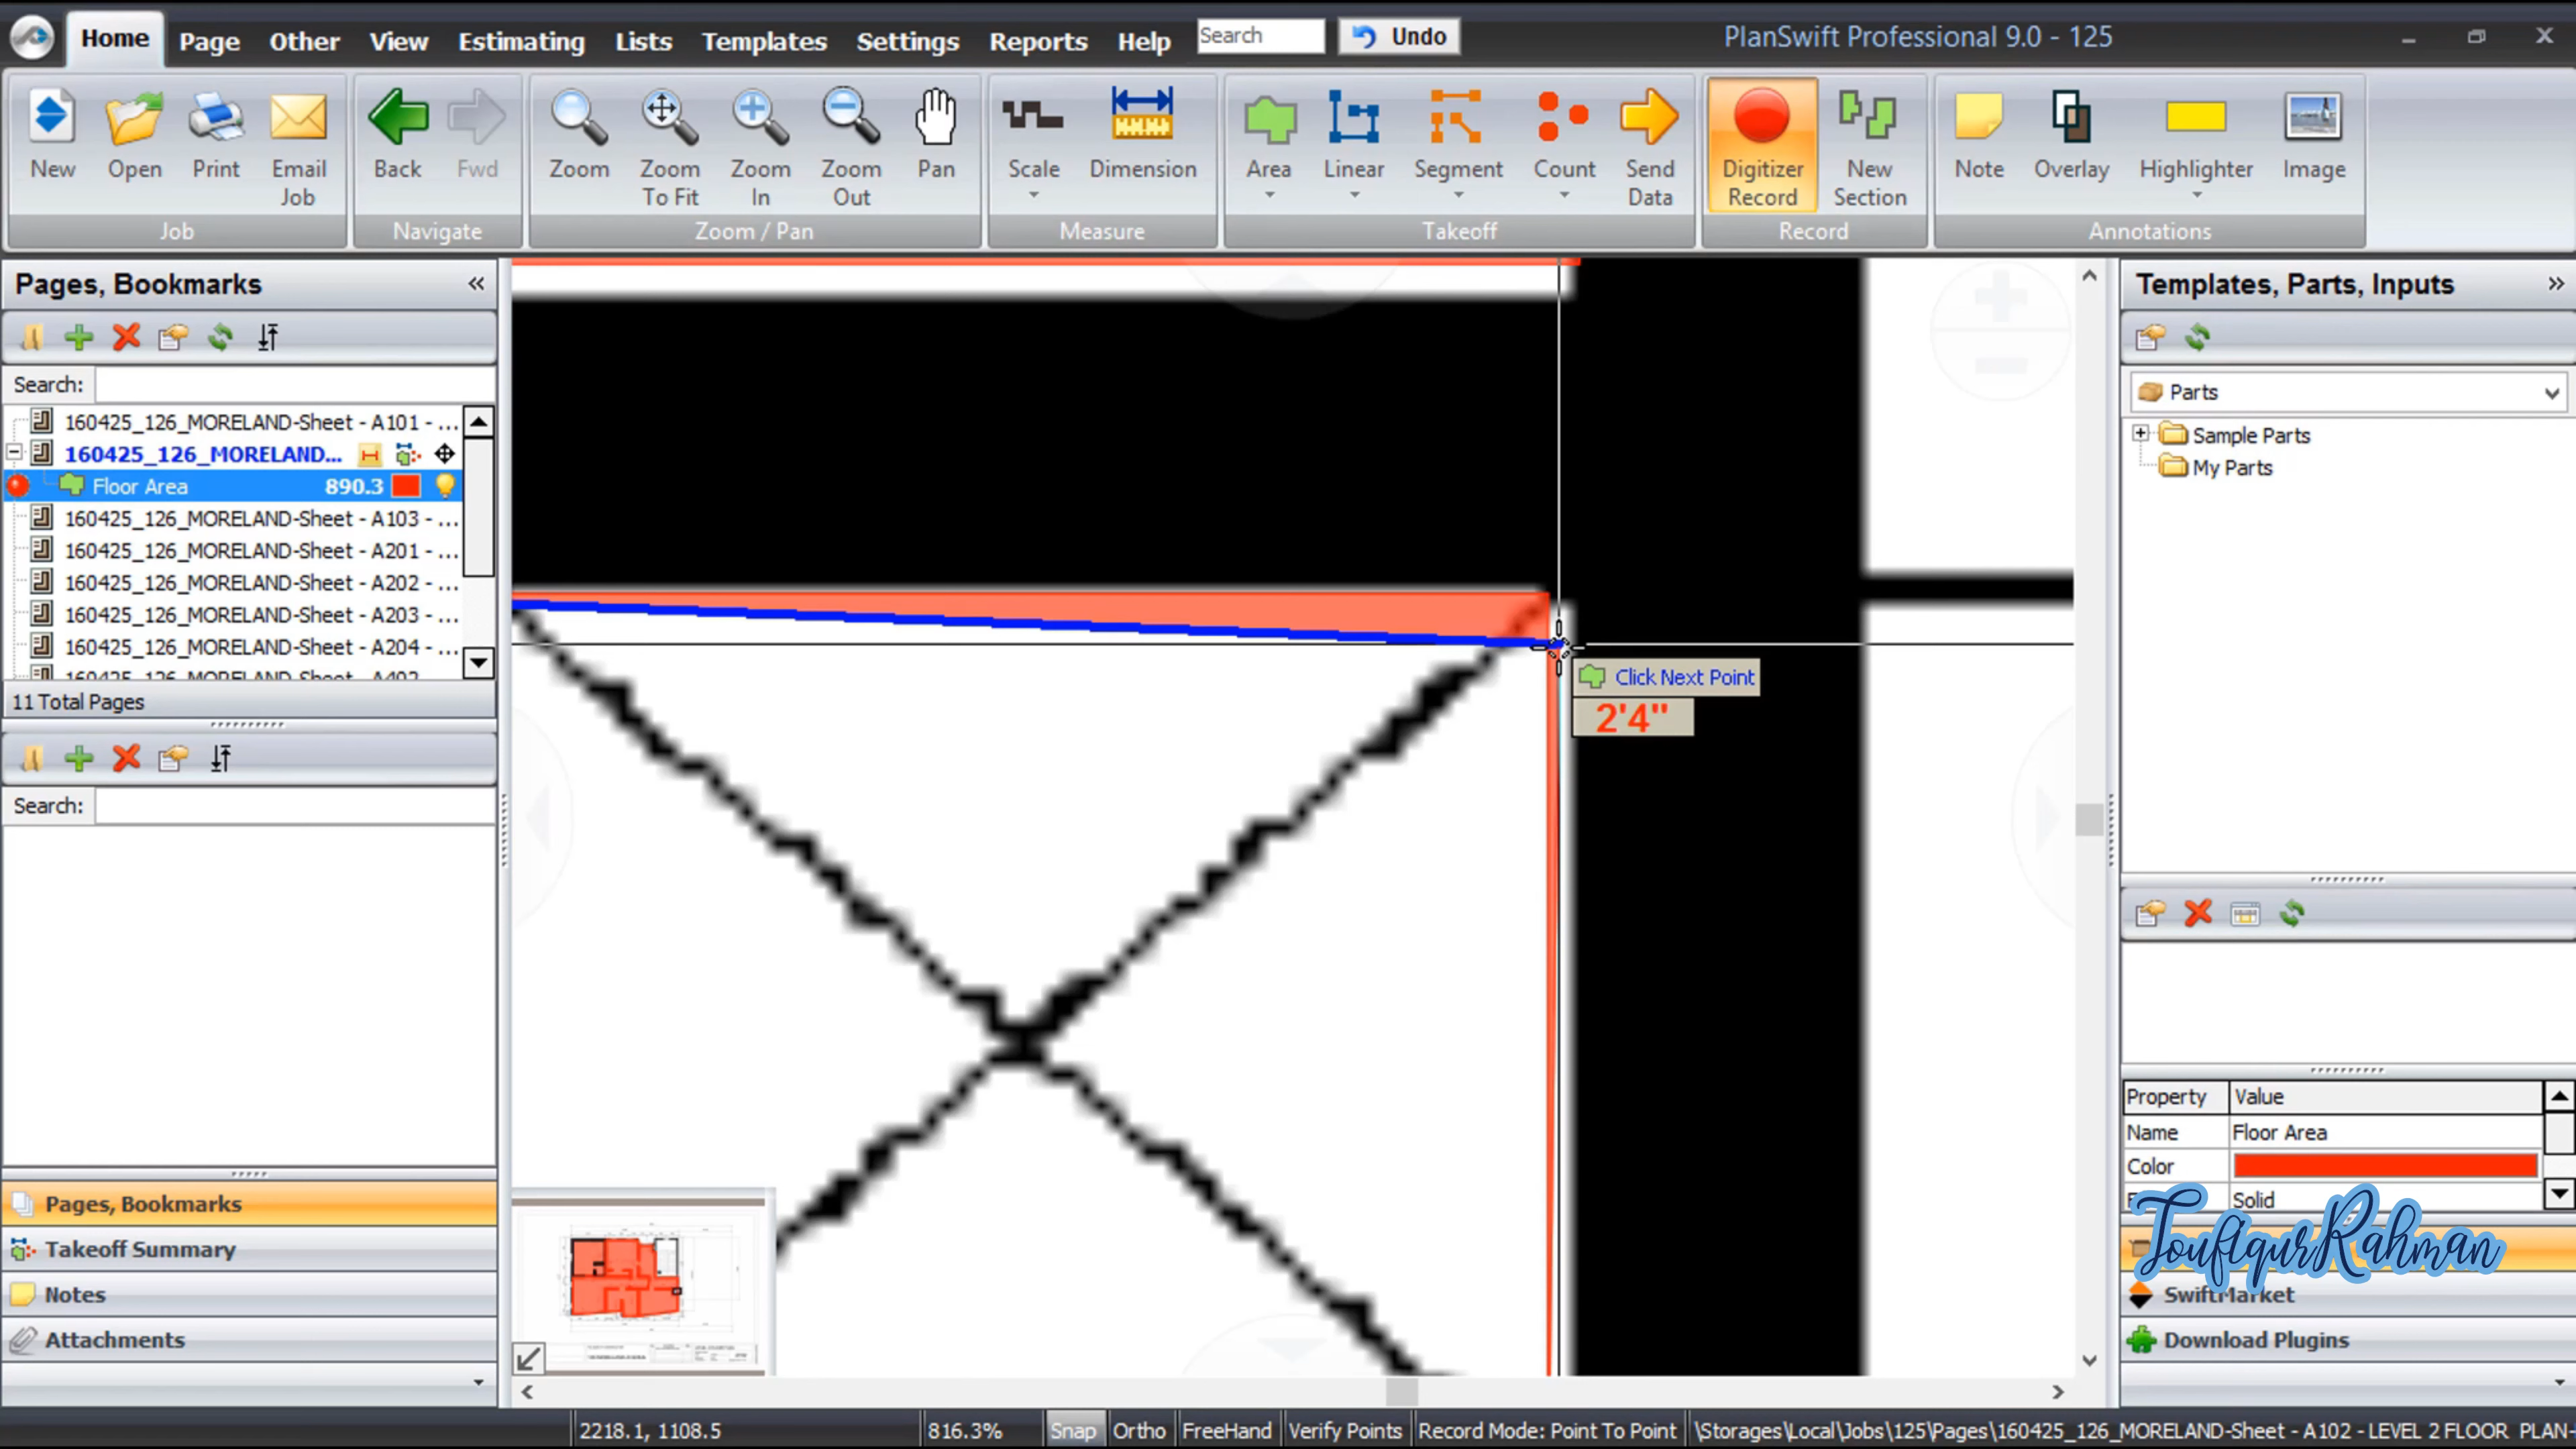 Home Page Other View Estimating Lists Templates Settings Reports Help Search Undo PlanSwift Professional 9.0 - 125
New Open Print Email Job
Back Fwd
Zoom Zoom To Fit Zoom In Zoom Out Pan
Scale Dimension
Area Linear Segment Count Send Data
Digitizer Record New Section
Note Overlay Highlighter Image
Job Navigate Zoom / Pan Measure Takeoff Record Annotations
Pages, Bookmarks
Search:
160425_126_MORELAND-Sheet - A101 - ...
160425_126_MORELAND...
Floor Area 890.3
160425_126_MORELAND-Sheet - A103 - ...
160425_126_MORELAND-Sheet - A201 - ...
160425_126_MORELAND-Sheet - A202 - ...
160425_126_MORELAND-Sheet - A203 - ...
160425_126_MORELAND-Sheet - A204 - ...
11 Total Pages
Search:
Pages, Bookmarks
Takeoff Summary
Notes
Attachments
Click Next Point
2'4"
Templates, Parts, Inputs
Parts
Sample Parts
My Parts
Property Value
Name Floor Area
Color
Solid
ToufiqurRahman
SwiftMarket
Download Plugins
2218.1, 1108.5 816.3% Snap Ortho FreeHand Verify Points Record Mode: Point To Point \Storages\Local\Jobs\125\Pages\160425_126_MORELAND-Sheet - A102 - LEVEL 2 FLOOR PLAN